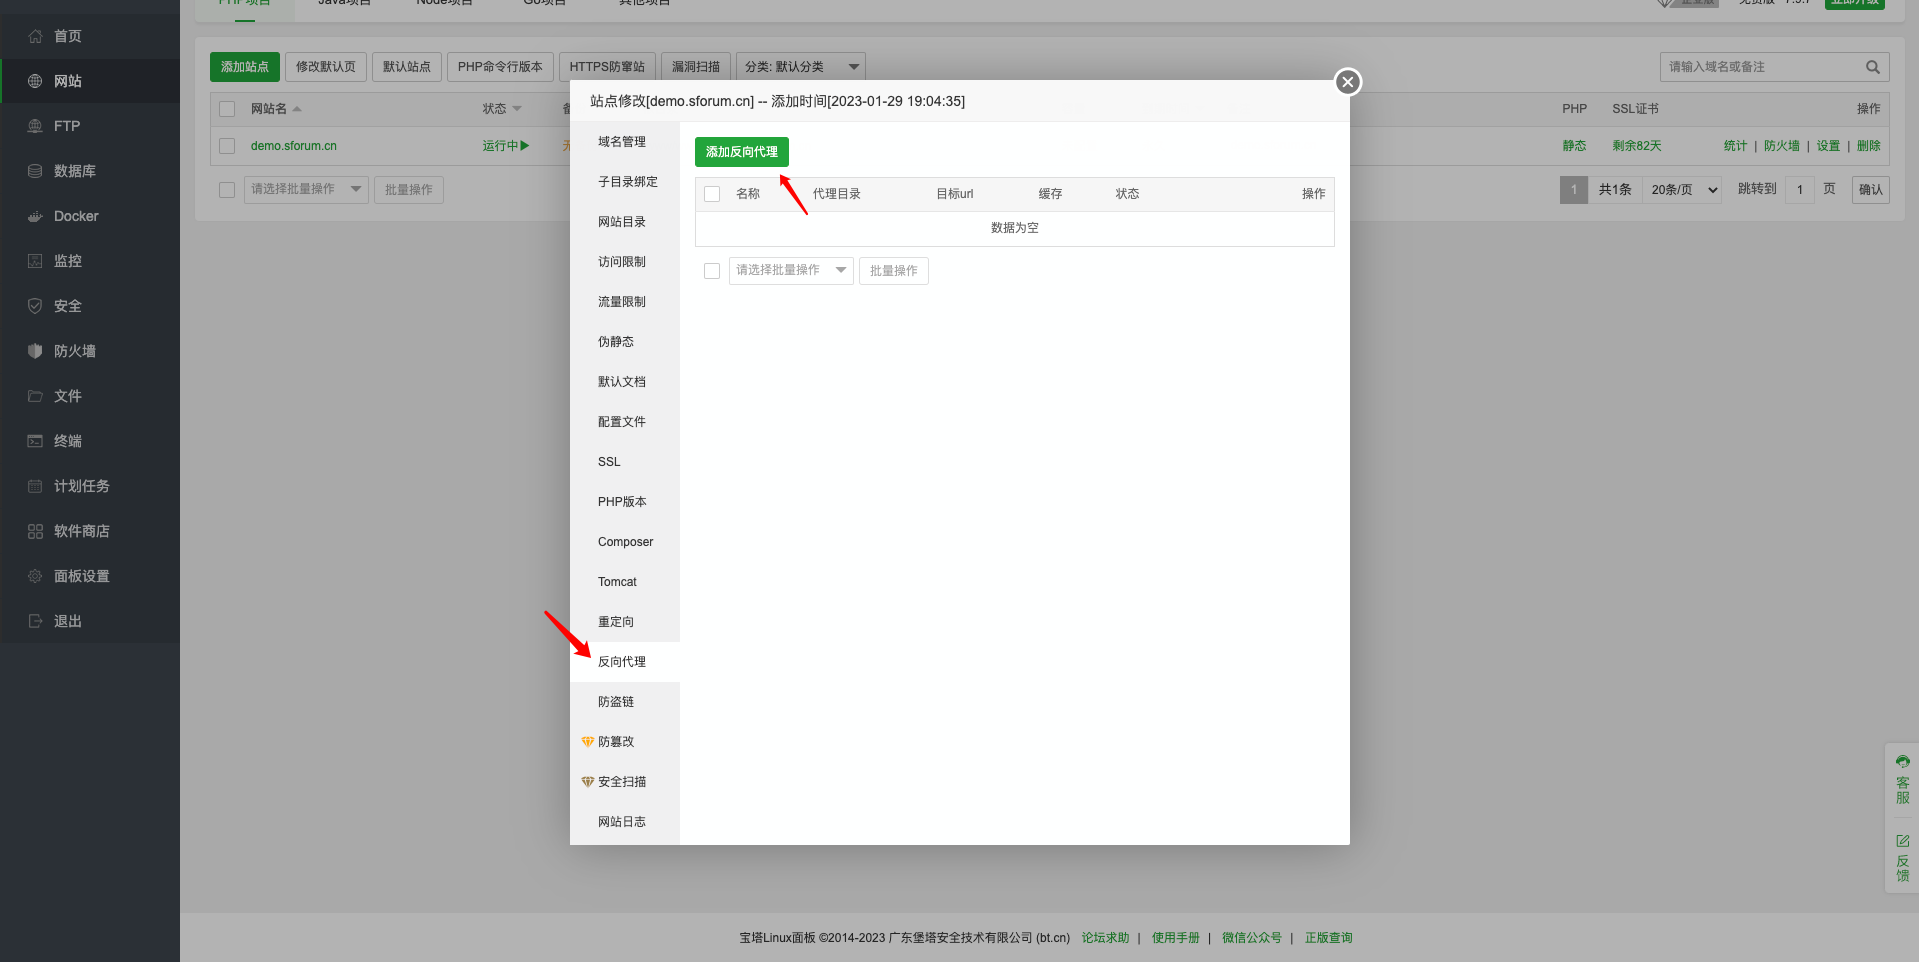 PHP项目 Java项目 Node项目 Go项目 其他项目 企业版 免费版 7.9.7 立即升级
首页
网站
FTP
数据库
Docker
监控
安全
防火墙
文件
终端
计划任务
软件商店
面板设置
退出
添加站点 修改默认页 默认站点 PHP命令行版本 HTTPS防窜站 漏洞扫描 分类: 默认分类 请输入域名或备注
网站名 状态 备 PHP SSL证书 操作
demo.sforum.cn 运行中 无 静态 剩余82天 统计 | 防火墙 | 设置 | 删除
请选择批量操作 批量操作 1 共1条 20条/页 跳转到 1 页 确认
站点修改[demo.sforum.cn] -- 添加时间[2023-01-29 19:04:35]
域名管理
子目录绑定
网站目录
访问限制
流量限制
伪静态
默认文档
配置文件
SSL
PHP版本
Composer
Tomcat
重定向
反向代理
防盗链
防篡改
安全扫描
网站日志
添加反向代理
名称 代理目录 目标url 缓存 状态 操作
数据为空
请选择批量操作 批量操作
客服
反馈
宝塔Linux面板 ©2014-2023 广东堡塔安全技术有限公司 (bt.cn) 论坛求助 | 使用手册 | 微信公众号 | 正版查询